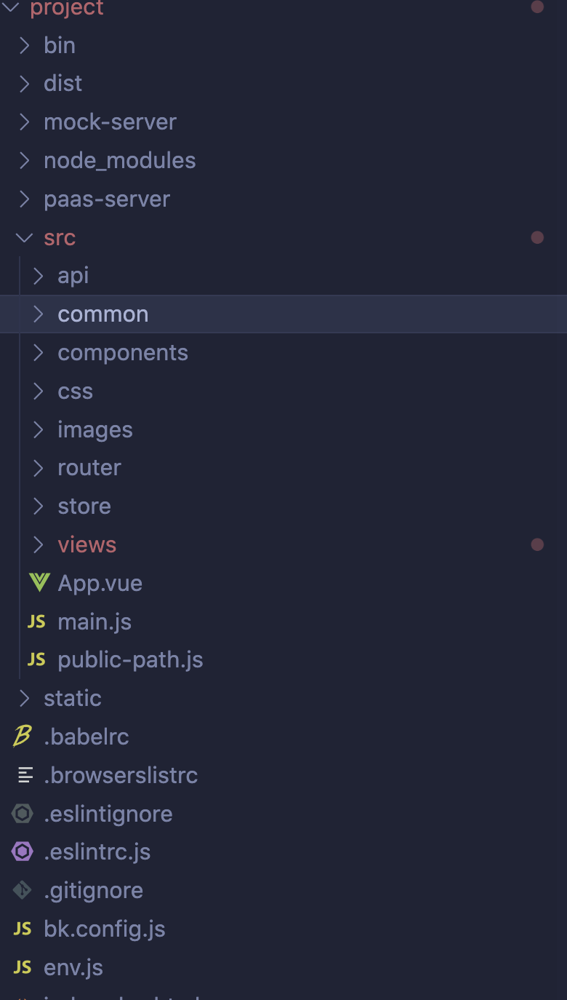 project
bin
dist
mock-server
node_modules
paas-server
src
api
common
components
css
images
router
store
views
App.vue
JS main.js
JS public-path.js
static
.babelrc
.browserslistrc
.eslintignore
.eslintrc.js
.gitignore
JS bk.config.js
JS env.js